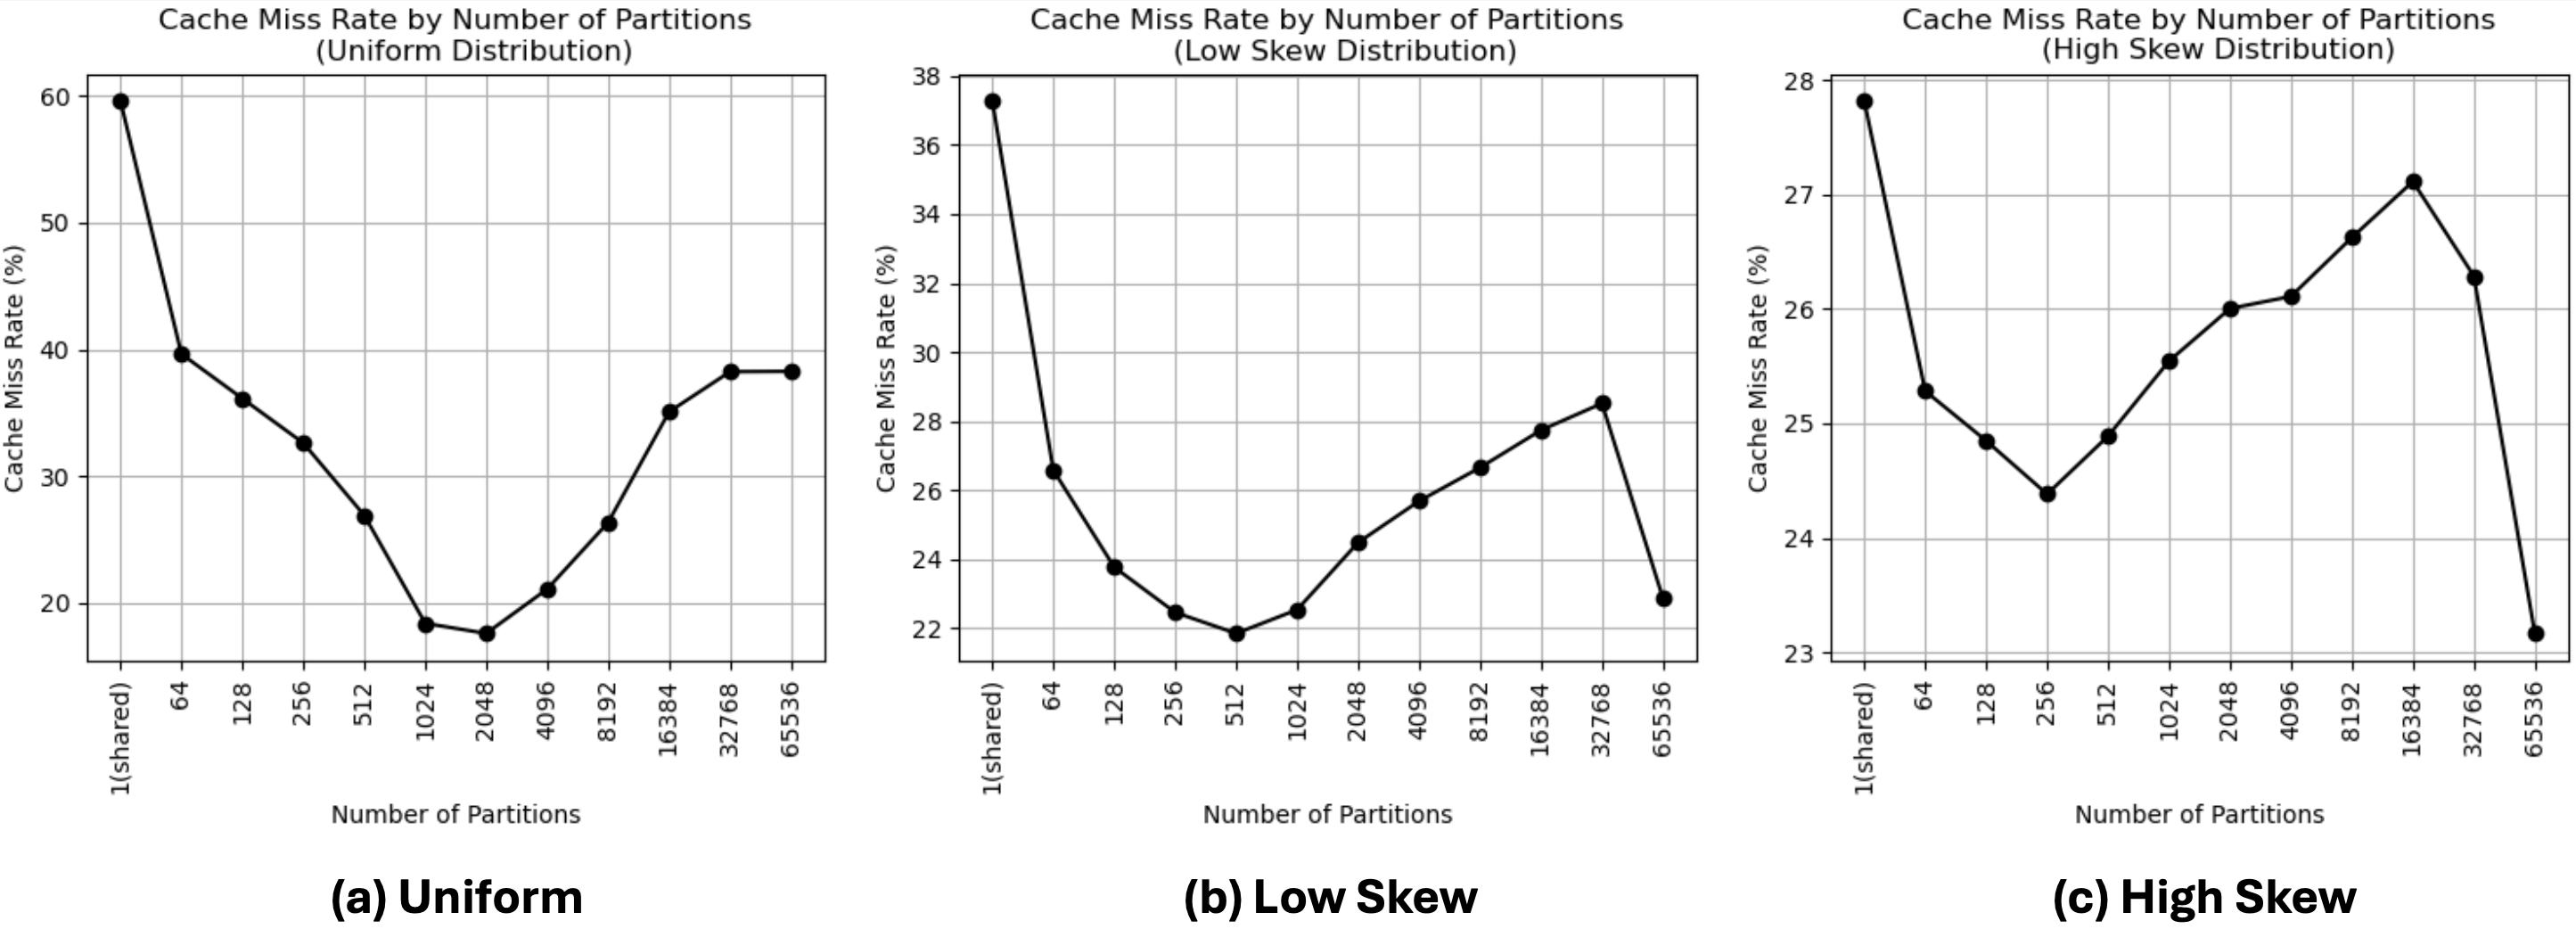 Cache Miss Rate by Number of Partitions
(Uniform Distribution)
Cache Miss Rate (%)
60
50
40
30
20
1(shared)
64
128
256
512
1024
2048
4096
8192
16384
32768
65536
Number of Partitions
(a) Uniform
Cache Miss Rate by Number of Partitions
(Low Skew Distribution)
Cache Miss Rate (%)
38
36
34
32
30
28
26
24
22
1(shared)
64
128
256
512
1024
2048
4096
8192
16384
32768
65536
Number of Partitions
(b) Low Skew
Cache Miss Rate by Number of Partitions
(High Skew Distribution)
Cache Miss Rate (%)
28
27
26
25
24
23
1(shared)
64
128
256
512
1024
2048
4096
8192
16384
32768
65536
Number of Partitions
(c) High Skew